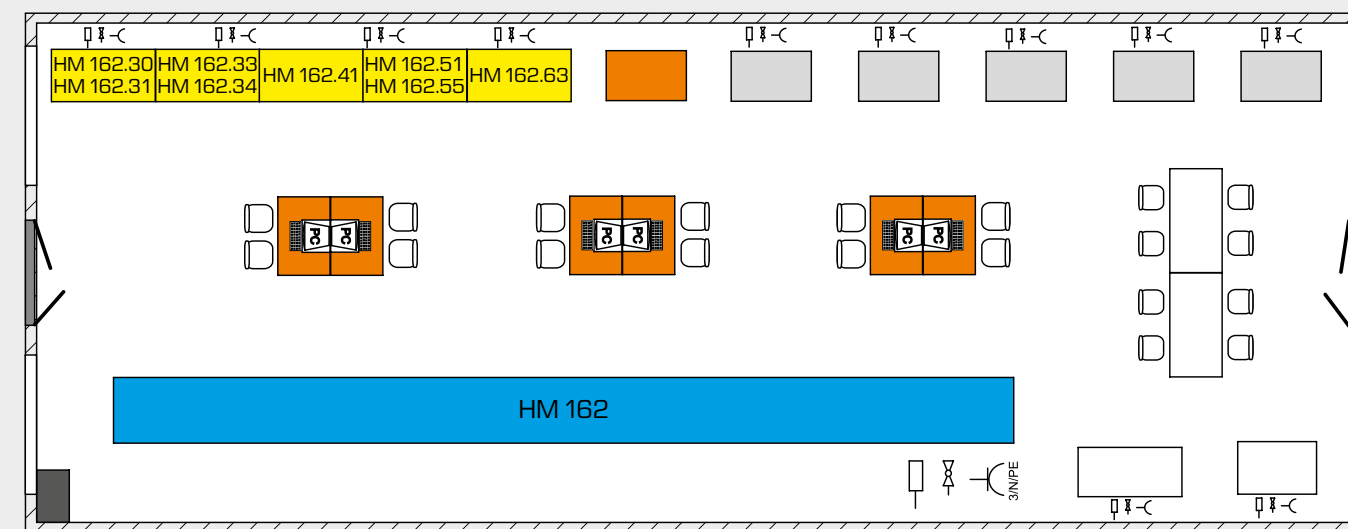 HM 162.30
HM 162.31
HM 162.33
HM 162.34
HM 162.41
HM 162.51
HM 162.55
HM 162.63
PC PC
PC PC
PC PC
HM 162
3/N/PE